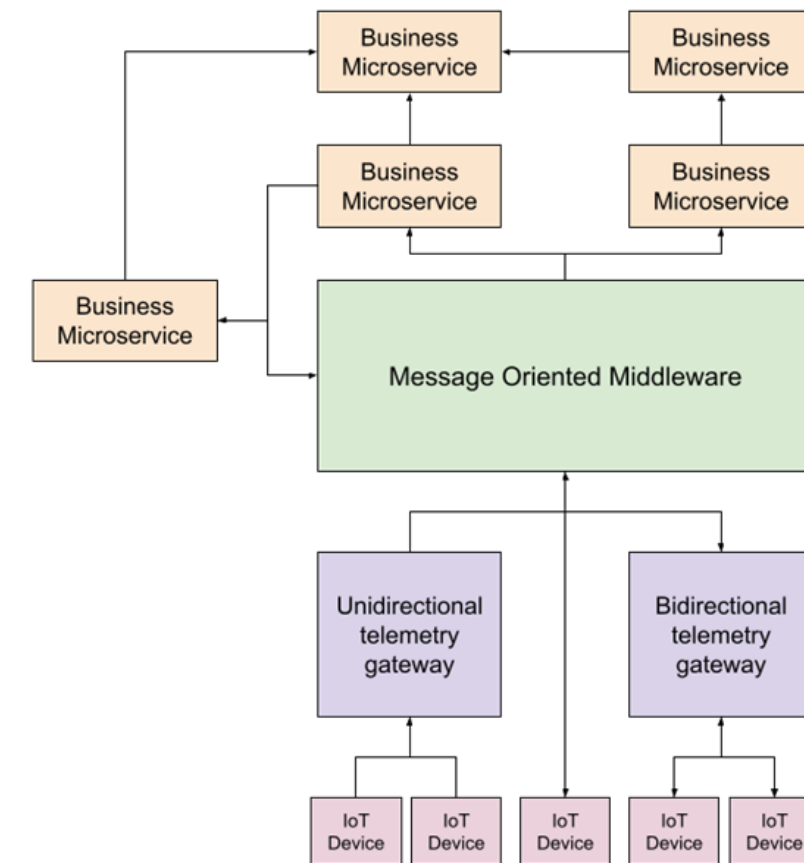 Business
Microservice
Business
Microservice
Business
Microservice
Business
Microservice
Business
Microservice
Message Oriented Middleware
Unidirectional
telemetry
gateway
Bidirectional
telemetry
gateway
IoT
Device
IoT
Device
IoT
Device
IoT
Device
IoT
Device